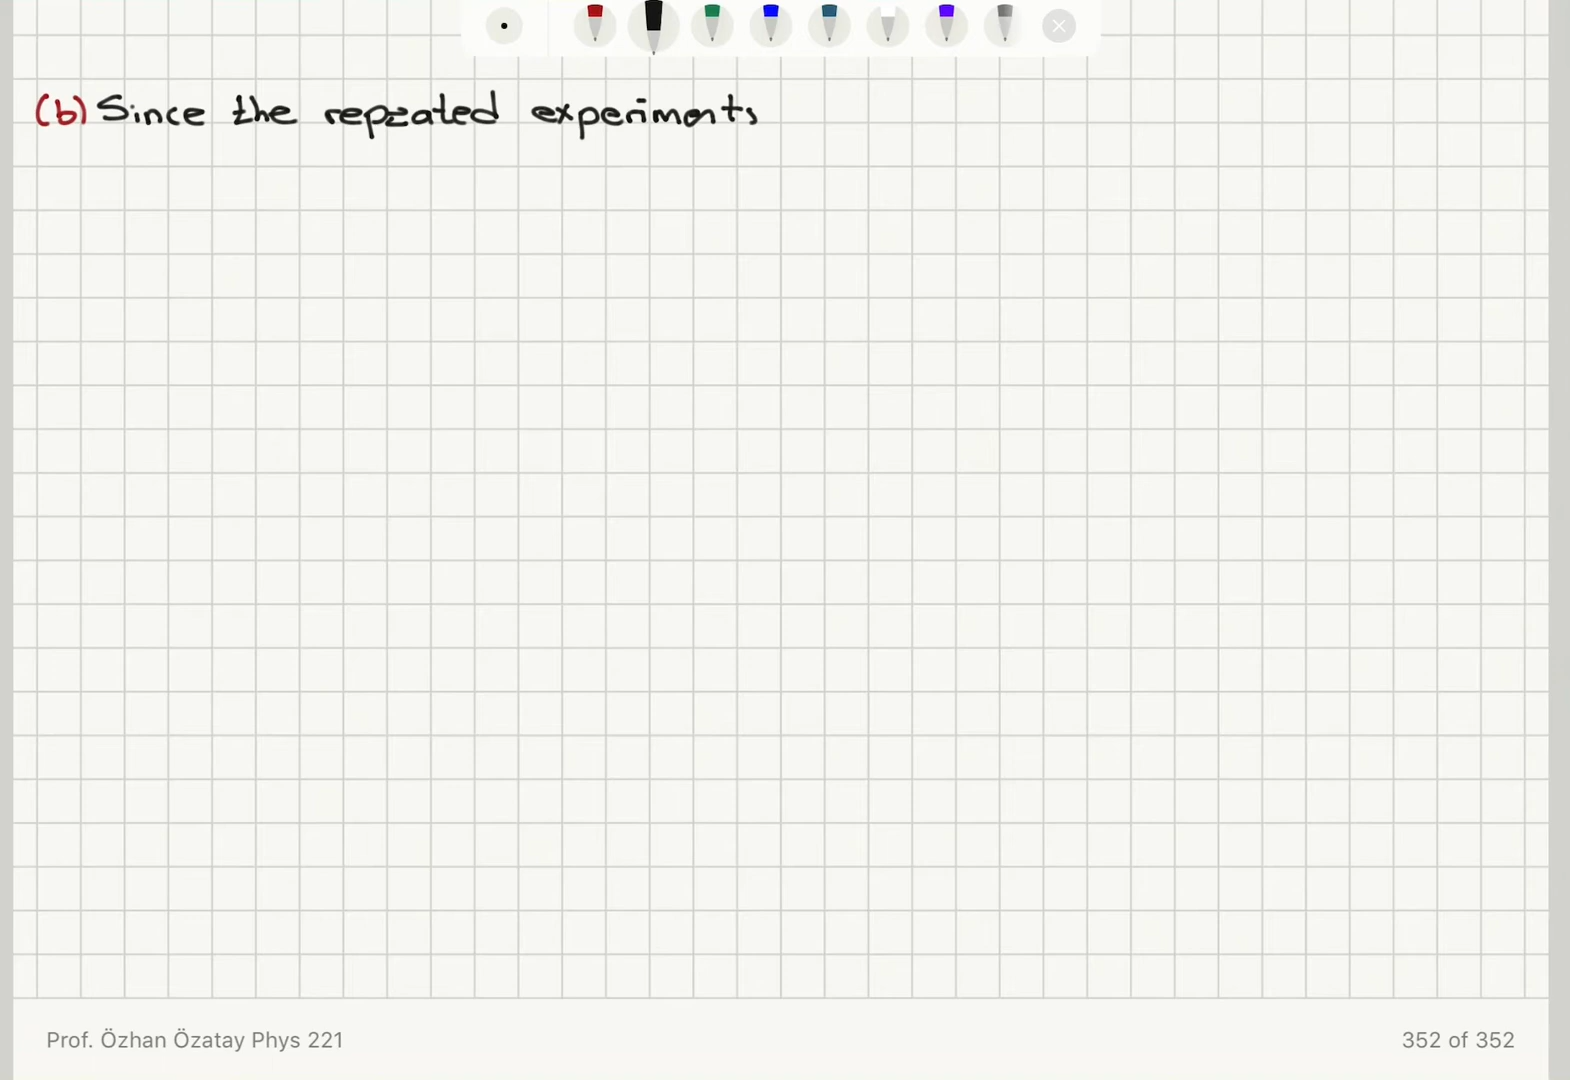 (b) Since the repeated experiments
Prof. Özhan Özatay Phys 221
352 of 352